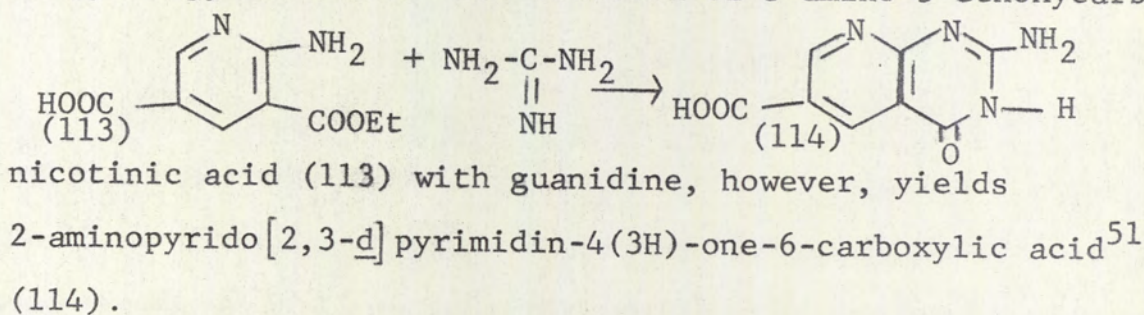 N
NH2 + NH2-C-NH2
HOOC
(113)
COOEt
NH
N N NH2
HOOC
(114)
N — H
O
nicotinic acid (113) with guanidine, however, yields
2-aminopyrido[2,3-d]pyrimidin-4(3H)-one-6-carboxylic acid51
(114).